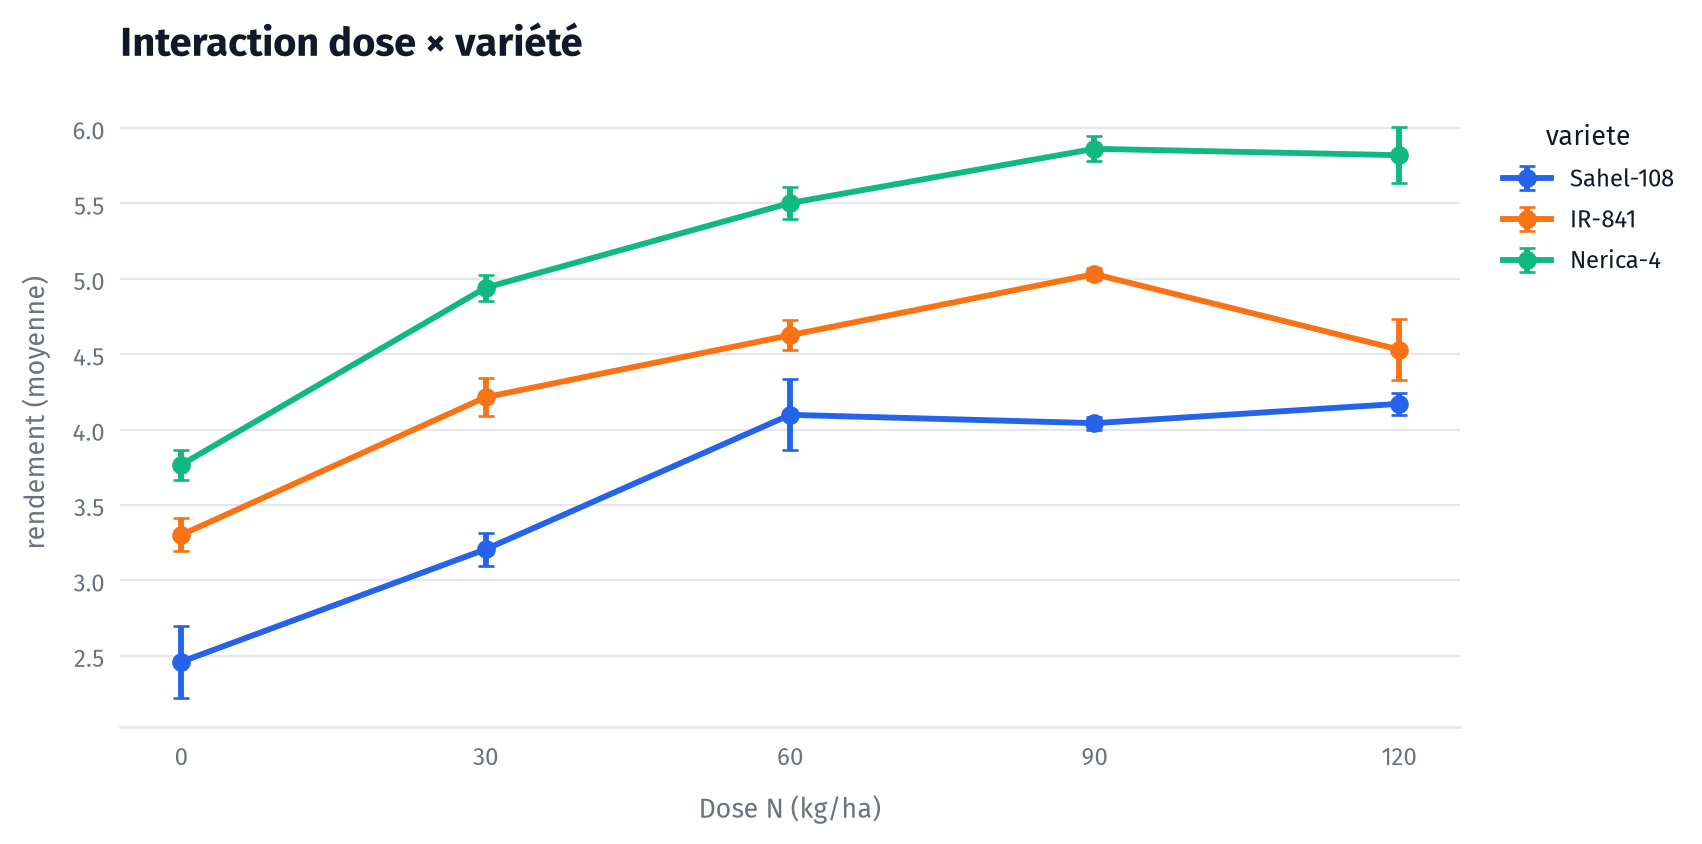 Interaction dose × variété
6.0
5.5
5.0
4.5
4.0
3.5
3.0
2.5
rendement (moyenne)
0 30 60 90 120
Dose N (kg/ha)
variete
Sahel-108
IR-841
Nerica-4